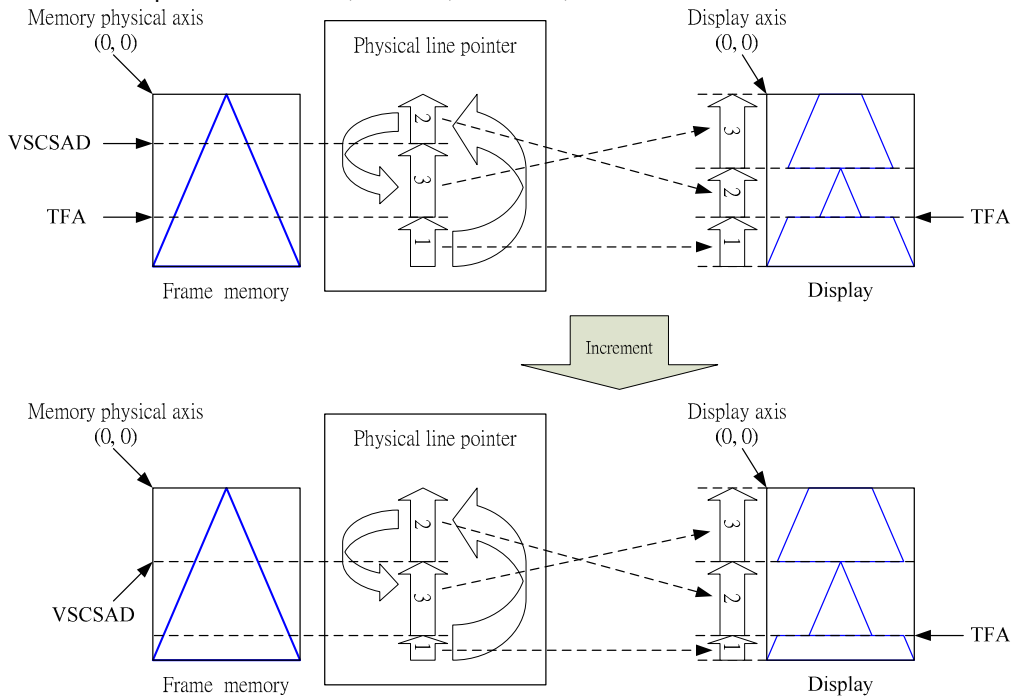 Memory physical axis
(0, 0)
Physical line pointer
Display axis
(0, 0)
VSCSAD
TFA
2
3
1
3
2
1
TFA
Frame memory
Display
Increment
Memory physical axis
(0, 0)
Physical line pointer
Display axis
(0, 0)
VSCSAD
2
3
1
3
2
1
TFA
Frame memory
Display